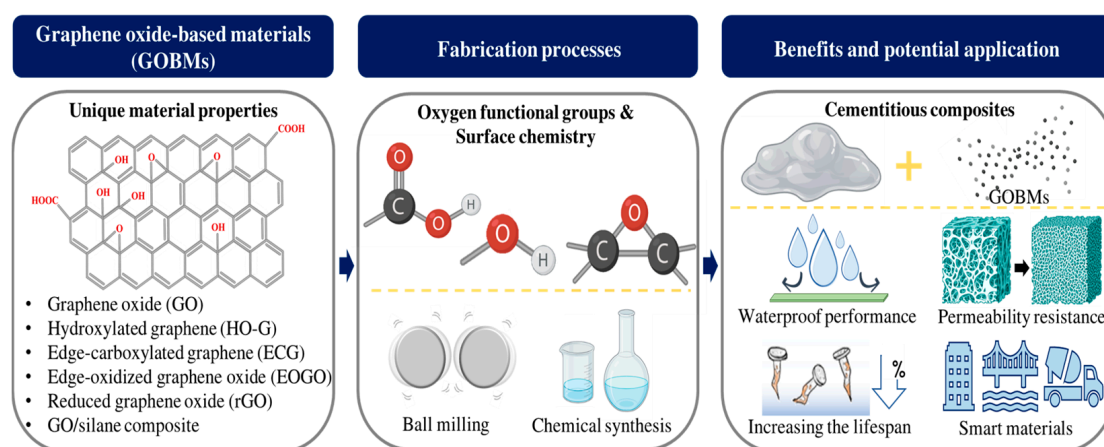 Graphene oxide-based materials
(GOBMs)
Unique material properties
COOH
OH
O
O
HOOC
OH
OH
O
OH
• Graphene oxide (GO)
• Hydroxylated graphene (HO-G)
• Edge-carboxylated graphene (ECG)
• Edge-oxidized graphene oxide (EOGO)
• Reduced graphene oxide (rGO)
• GO/silane composite
Fabrication processes
Oxygen functional groups &
Surface chemistry
O
C
O
H
O
H
O
C
C
Ball milling
Chemical synthesis
Benefits and potential application
Cementitious composites
+
GOBMs
Waterproof performance
Permeability resistance
%
Increasing the lifespan
Smart materials